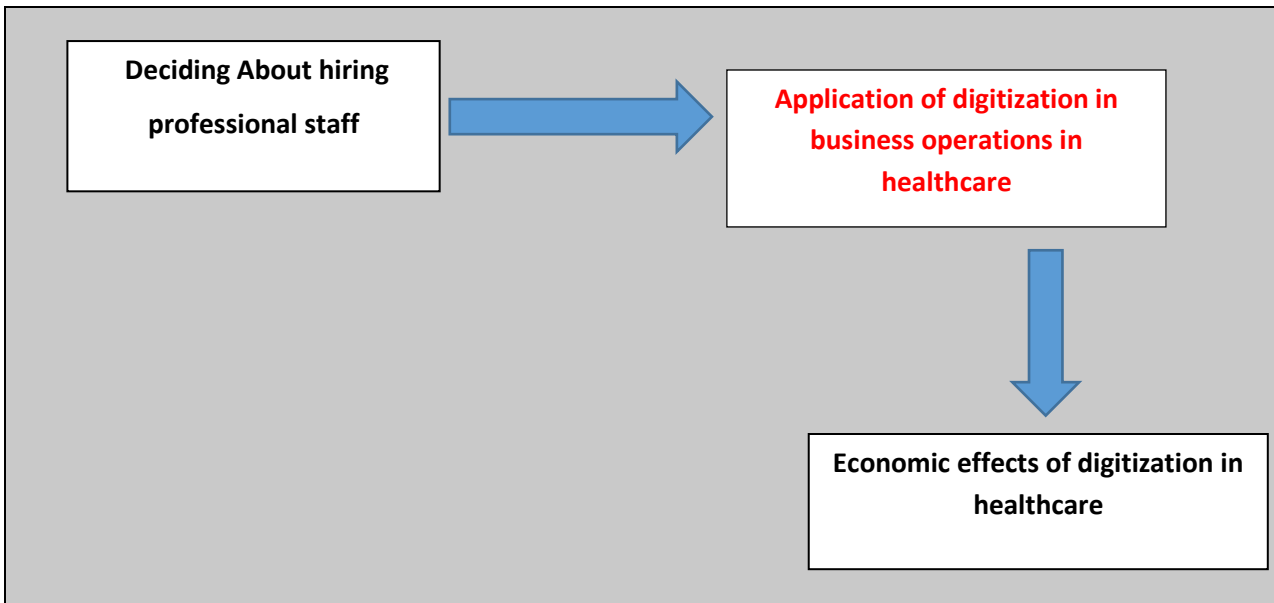 Deciding About hiring
professional staff
Application of digitization in
business operations in
healthcare
Economic effects of digitization in
healthcare